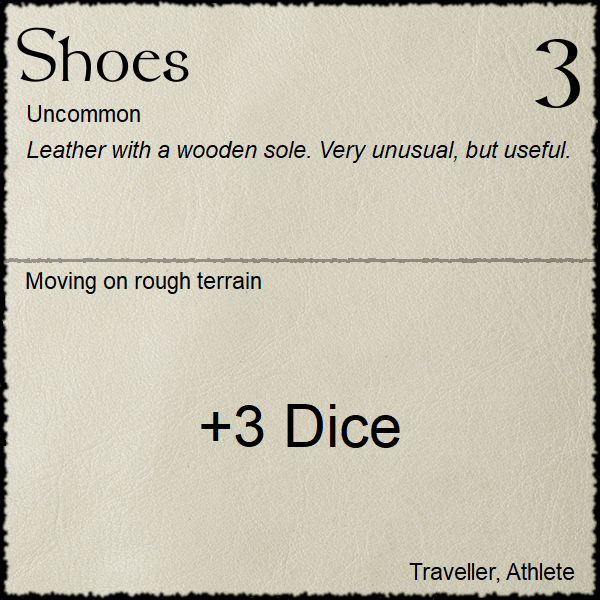 Shoes
3
Uncommon
Leather with a wooden sole. Very unusual, but useful.
Moving on rough terrain
+3 Dice
Traveller, Athlete